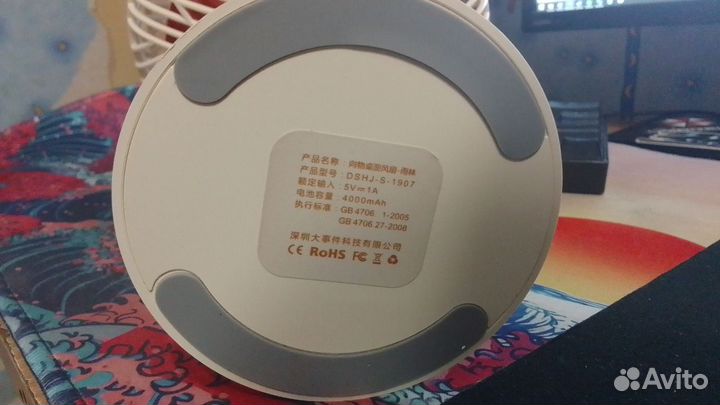 产品名称: 向物桌面风扇-雨林
产品型号: DSHJ-S-1907
额定输入: 5V⎓1A
电池容量: 4000mAh
执行标准: GB4706. 1-2005
GB4706.27-2008
深圳大事件科技有限公司
CE RoHS FC
Avito